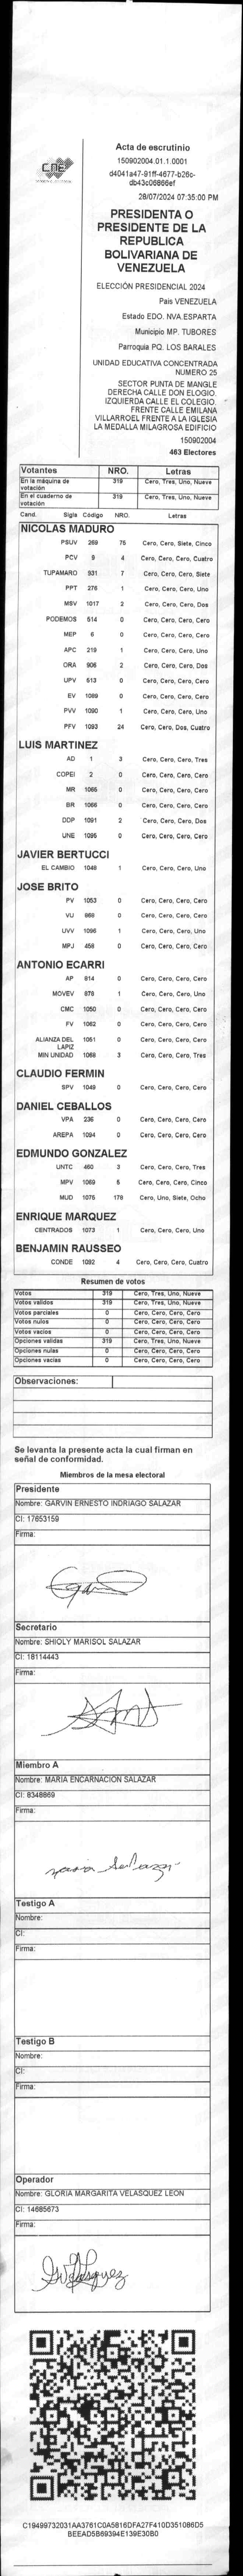 CNE
Acta de escrutinio
150902004.01.1.0001
d4041a47-91ff-4677-b26c-
db43c06866ef
28/07/2024 07:35:00 PM
PRESIDENTA O
PRESIDENTE DE LA
REPUBLICA
BOLIVARIANA DE
VENEZUELA
ELECCIÓN PRESIDENCIAL 2024
Pais VENEZUELA
Estado EDO. NVA.ESPARTA
Municipio MP. TUBORES
Parroquia PQ. LOS BARALES
UNIDAD EDUCATIVA CONCENTRADA
NUMERO 25
SECTOR PUNTA DE MANGLE
DERECHA CALLE DON ELOGIO.
IZQUIERDA CALLE EL COLEGIO.
FRENTE CALLE EMILANA
VILLARROEL FRENTE A LA IGLESIA
LA MEDALLA MILAGROSA EDIFICIO
150902004
463 Electores
Votantes NRO. Letras
En la máquina de votación 319 Cero, Tres, Uno, Nueve
En el cuaderno de votación 319 Cero, Tres, Uno, Nueve
Cand. Sigla Código NRO. Letras
NICOLAS MADURO
PSUV 269 75 Cero, Cero, Siete, Cinco
PCV 9 4 Cero, Cero, Cero, Cuatro
TUPAMARO 931 7 Cero, Cero, Cero, Siete
PPT 276 1 Cero, Cero, Cero, Uno
MSV 1017 2 Cero, Cero, Cero, Dos
PODEMOS 514 0 Cero, Cero, Cero, Cero
MEP 6 0 Cero, Cero, Cero, Cero
APC 219 1 Cero, Cero, Cero, Uno
ORA 906 2 Cero, Cero, Cero, Dos
UPV 513 0 Cero, Cero, Cero, Cero
EV 1089 0 Cero, Cero, Cero, Cero
PVV 1090 1 Cero, Cero, Cero, Uno
PFV 1093 24 Cero, Cero, Dos, Cuatro
LUIS MARTINEZ
AD 1 3 Cero, Cero, Cero, Tres
COPEI 2 0 Cero, Cero, Cero, Cero
MR 1065 0 Cero, Cero, Cero, Cero
BR 1066 0 Cero, Cero, Cero, Cero
DDP 1091 2 Cero, Cero, Cero, Dos
UNE 1095 0 Cero, Cero, Cero, Cero
JAVIER BERTUCCI
EL CAMBIO 1048 1 Cero, Cero, Cero, Uno
JOSE BRITO
PV 1053 0 Cero, Cero, Cero, Cero
VU 869 0 Cero, Cero, Cero, Cero
UVV 1096 1 Cero, Cero, Cero, Uno
MPJ 458 0 Cero, Cero, Cero, Cero
ANTONIO ECARRI
AP 814 0 Cero, Cero, Cero, Cero
MOVEV 878 1 Cero, Cero, Cero, Uno
CMC 1050 0 Cero, Cero, Cero, Cero
FV 1062 0 Cero, Cero, Cero, Cero
ALIANZA DEL LAPIZ 1061 0 Cero, Cero, Cero, Cero
MIN UNIDAD 1068 3 Cero, Cero, Cero, Tres
CLAUDIO FERMIN
SPV 1049 0 Cero, Cero, Cero, Cero
DANIEL CEBALLOS
VPA 236 0 Cero, Cero, Cero, Cero
AREPA 1094 0 Cero, Cero, Cero, Cero
EDMUNDO GONZALEZ
UNTC 460 3 Cero, Cero, Cero, Tres
MPV 1069 5 Cero, Cero, Cero, Cinco
MUD 1075 178 Cero, Uno, Siete, Ocho
ENRIQUE MARQUEZ
CENTRADOS 1073 1 Cero, Cero, Cero, Uno
BENJAMIN RAUSSEO
CONDE 1092 4 Cero, Cero, Cero, Cuatro
Resumen de votos
Votos 319 Cero, Tres, Uno, Nueve
Votos validos 319 Cero, Tres, Uno, Nueve
Votos parciales 0 Cero, Cero, Cero, Cero
Votos nulos 0 Cero, Cero, Cero, Cero
Votos vacios 0 Cero, Cero, Cero, Cero
Opciones validas 319 Cero, Tres, Uno, Nueve
Opciones nulas 0 Cero, Cero, Cero, Cero
Opciones vacias 0 Cero, Cero, Cero, Cero
Observaciones:
Se levanta la presente acta la cual firman en
señal de conformidad.
Miembros de la mesa electoral
Presidente
Nombre: GARVIN ERNESTO INDRIAGO SALAZAR
CI: 17653159
Firma:
Secretario
Nombre: SHIOLY MARISOL SALAZAR
CI: 18114443
Firma:
Miembro A
Nombre: MARIA ENCARNACION SALAZAR
CI: 8348869
Firma:
maria Salazar
Testigo A
Nombre:
CI:
Firma:
Testigo B
Nombre:
CI:
Firma:
Operador
Nombre: GLORIA MARGARITA VELASQUEZ LEON
CI: 14685673
Firma:
GVelasquez
C19499732031AA3761C0A5816DFA27F410D351086D5
BEEAD5B69394E139E30B0